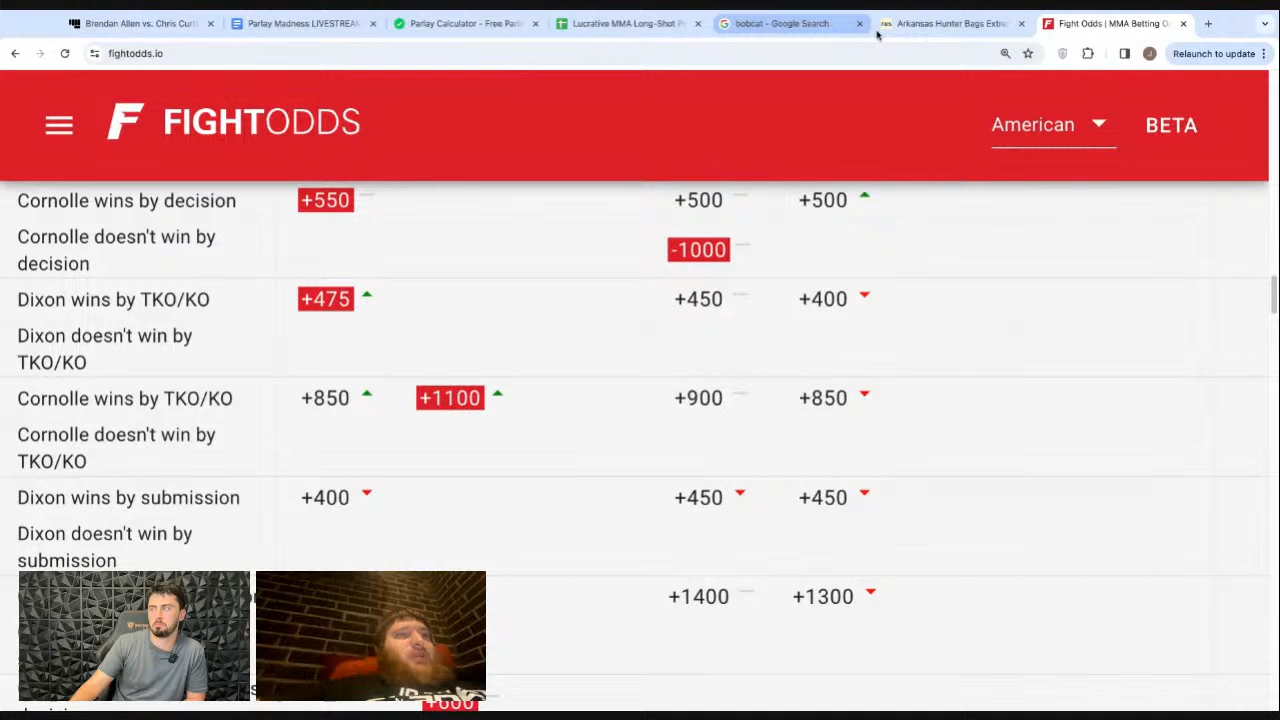 Brendan Allen vs. Chris Curti Parlay Madness LIVESTREAM Parlay Calculator - Free Parl Lucrative MMA Long-Shot P bobcat - Google Search Arkansas Hunter Bags Extre Fight Odds | MMA Betting O
fightodds.io Relaunch to update
FIGHTODDS American BETA
Cornolle wins by decision +550 +500 +500
Cornolle doesn't win by
decision -1000
Dixon wins by TKO/KO +475 +450 +400
Dixon doesn't win by
TKO/KO
Cornolle wins by TKO/KO +850 +1100 +900 +850
Cornolle doesn't win by
TKO/KO
Dixon wins by submission +400 +450 +450
Dixon doesn't win by
submission
+1400 +1300